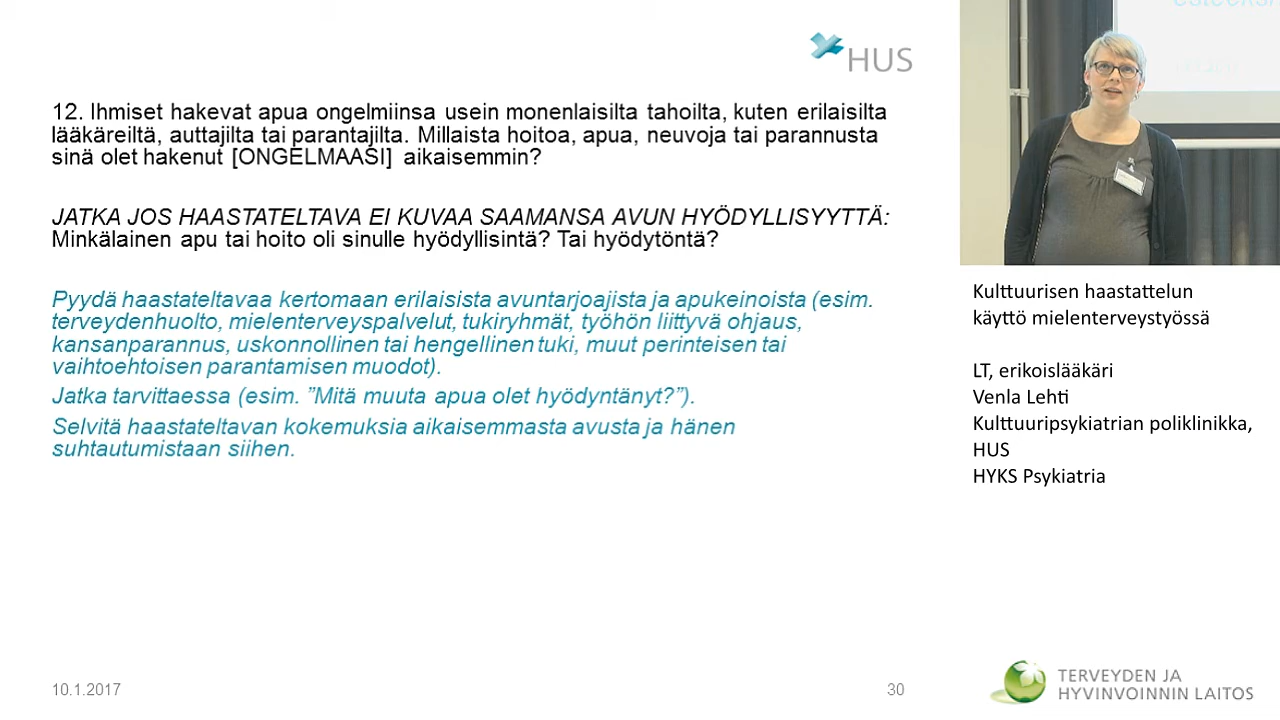 HUS
12. Ihmiset hakevat apua ongelmiinsa usein monenlaisilta tahoilta, kuten erilaisilta
lääkäreiltä, auttajilta tai parantajilta. Millaista hoitoa, apua, neuvoja tai parannusta
sinä olet hakenut [ONGELMAASI] aikaisemmin?
JATKA JOS HAASTATELTAVA EI KUVAA SAAMANSA AVUN HYÖDYLLISYYTTÄ:
Minkälainen apu tai hoito oli sinulle hyödyllisintä? Tai hyödytöntä?
Pyydä haastateltavaa kertomaan erilaisista avuntarjoajista ja apukeinoista (esim.
terveydenhuolto, mielenterveyspalvelut, tukiryhmät, työhön liittyvä ohjaus,
kansanparannus, uskonnollinen tai hengellinen tuki, muut perinteisen tai
vaihtoehtoisen parantamisen muodot).
Jatka tarvittaessa (esim. ”Mitä muuta apua olet hyödyntänyt?”).
Selvitä haastateltavan kokemuksia aikaisemmasta avusta ja hänen
suhtautumistaan siihen.
10.1.2017
30
Kulttuurisen haastattelun
käyttö mielenterveystyössä
LT, erikoislääkäri
Venla Lehti
Kulttuuripsykiatrian poliklinikka,
HUS
HYKS Psykiatria
TERVEYDEN JA
HYVINVOINNIN LAITOS